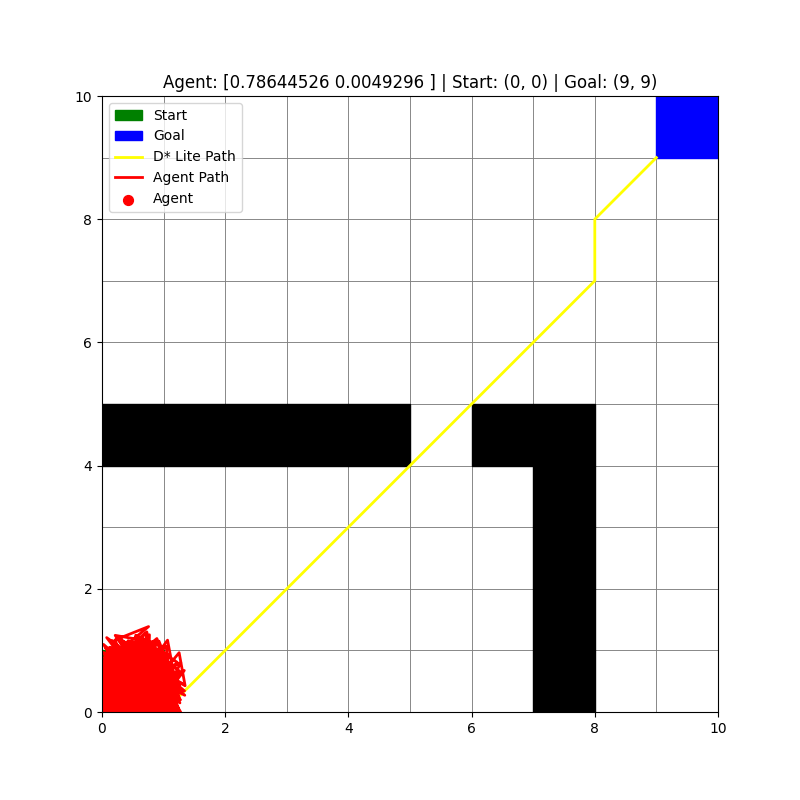 Agent: [0.78644526 0.0049296 ] | Start: (0, 0) | Goal: (9, 9)
10
Start
Goal
D* Lite Path
Agent Path
Agent
8
6
4
2
0
0 2 4 6 8 10